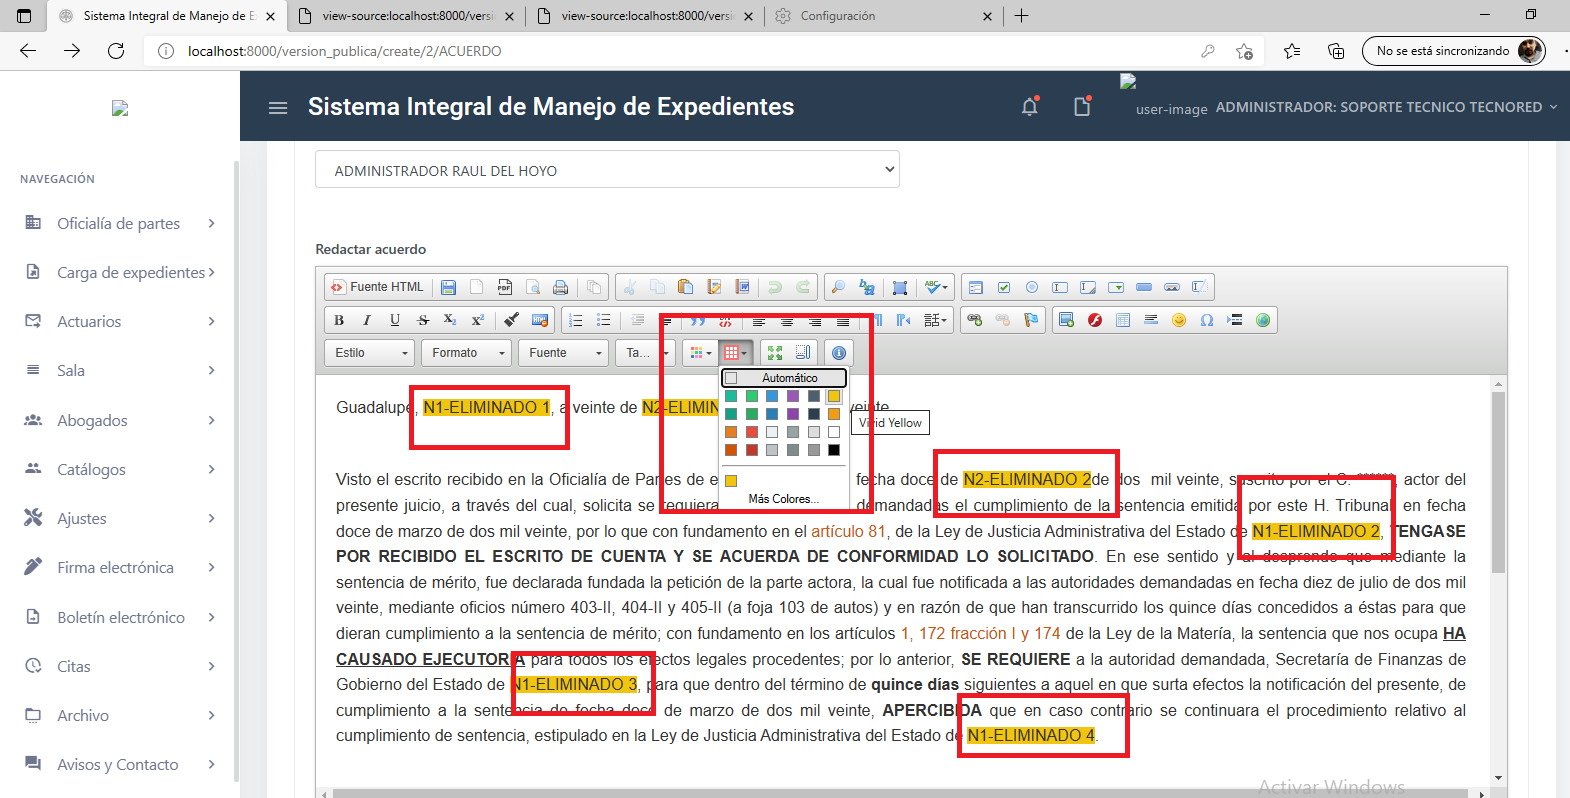 Sistema Integral de Manejo de E
view-source:localhost:8000/versi
view-source:localhost:8000/versi
Configuración
localhost:8000/version_publica/create/2/ACUERDO
No se está sincronizando
Sistema Integral de Manejo de Expedientes
user-image
ADMINISTRADOR: SOPORTE TECNICO TECNORED
NAVEGACIÓN
Oficialía de partes
Carga de expedientes
Actuarios
Sala
Abogados
Catálogos
Ajustes
Firma electrónica
Boletín electrónico
Citas
Archivo
Avisos y Contacto
ADMINISTRADOR RAUL DEL HOYO
Redactar acuerdo
Fuente HTML
Estilo
Formato
Fuente
Ta...
Automático
Más Colores...
Vivid Yellow
Guadalupe, N1-ELIMINADO 1, a veinte de N2-ELIMIN veinte
Visto el escrito recibido en la Oficialía de Partes de e fecha doce de N2-ELIMINADO 2de dos mil veinte, suscrito por el C. ******, actor del
presente juicio, a través del cual, solicita se requiera demandadas el cumplimiento de la sentencia emitida por este H. Tribunal en fecha
doce de marzo de dos mil veinte, por lo que con fundamento en el artículo 81, de la Ley de Justicia Administrativa del Estado de N1-ELIMINADO 2, TENGASE
POR RECIBIDO EL ESCRITO DE CUENTA Y SE ACUERDA DE CONFORMIDAD LO SOLICITADO. En ese sentido y al desprende que mediante la
sentencia de mérito, fue declarada fundada la petición de la parte actora, la cual fue notificada a las autoridades demandadas en fecha diez de julio de dos mil
veinte, mediante oficios número 403-II, 404-II y 405-II (a foja 103 de autos) y en razón de que han transcurrido los quince días concedidos a éstas para que
dieran cumplimiento a la sentencia de mérito; con fundamento en los artículos 1, 172 fracción I y 174 de la Ley de la Matería, la sentencia que nos ocupa HA
CAUSADO EJECUTORIA para todos los efectos legales procedentes; por lo anterior, SE REQUIERE a la autoridad demandada, Secretaría de Finanzas de
Gobierno del Estado de N1-ELIMINADO 3, para que dentro del término de quince días siguientes a aquel en que surta efectos la notificación del presente, de
cumplimiento a la sentencia de fecha doce de marzo de dos mil veinte, APERCIBIDA que en caso contrario se continuara el procedimiento relativo al
cumplimiento de sentencia, estipulado en la Ley de Justicia Administrativa del Estado de N1-ELIMINADO 4.
Activar Windows